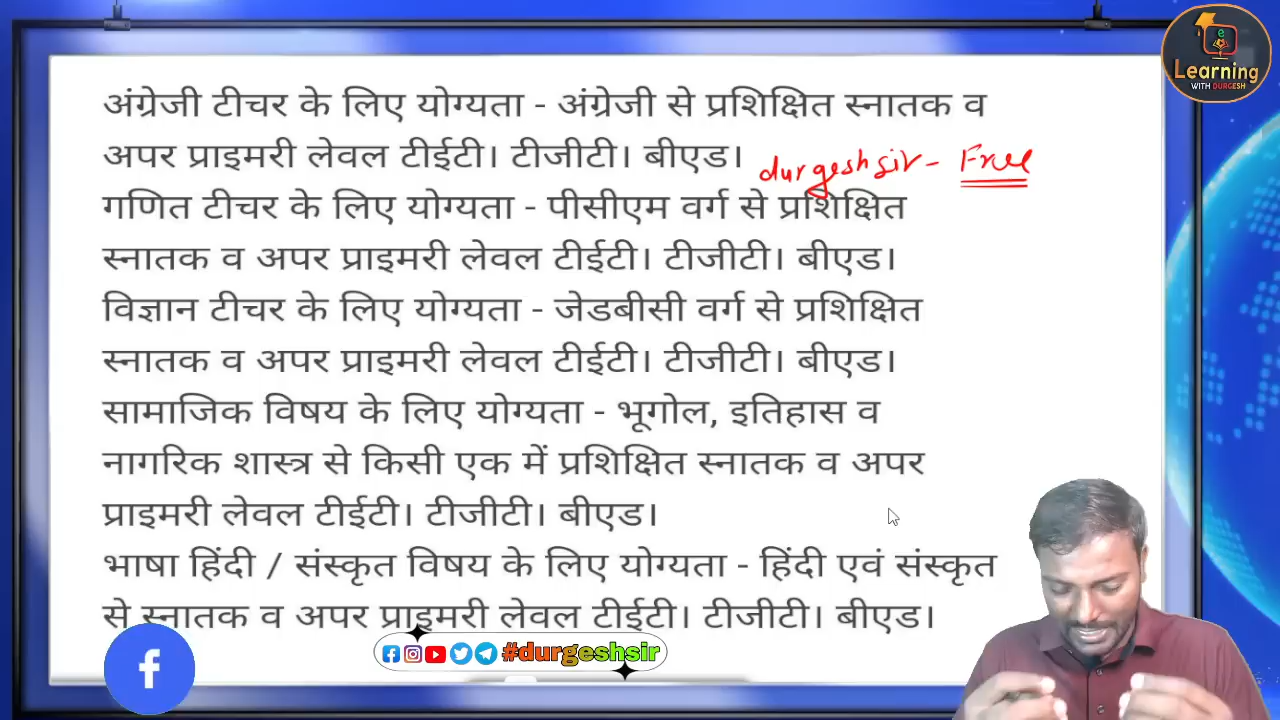 e
Learning
WITH DURGESH
अंग्रेजी टीचर के लिए योग्यता - अंग्रेजी से प्रशिक्षित स्नातक व
अपर प्राइमरी लेवल टीईटी। टीजीटी। बीएड।
durgeshsir - Free
गणित टीचर के लिए योग्यता - पीसीएम वर्ग से प्रशिक्षित
स्नातक व अपर प्राइमरी लेवल टीईटी। टीजीटी। बीएड।
विज्ञान टीचर के लिए योग्यता - जेडबीसी वर्ग से प्रशिक्षित
स्नातक व अपर प्राइमरी लेवल टीईटी। टीजीटी। बीएड।
सामाजिक विषय के लिए योग्यता - भूगोल, इतिहास व
नागरिक शास्त्र से किसी एक में प्रशिक्षित स्नातक व अपर
प्राइमरी लेवल टीईटी। टीजीटी। बीएड।
भाषा हिंदी / संस्कृत विषय के लिए योग्यता - हिंदी एवं संस्कृत
से स्नातक व अपर प्राइमरी लेवल टीईटी। टीजीटी। बीएड।
#durgeshsir